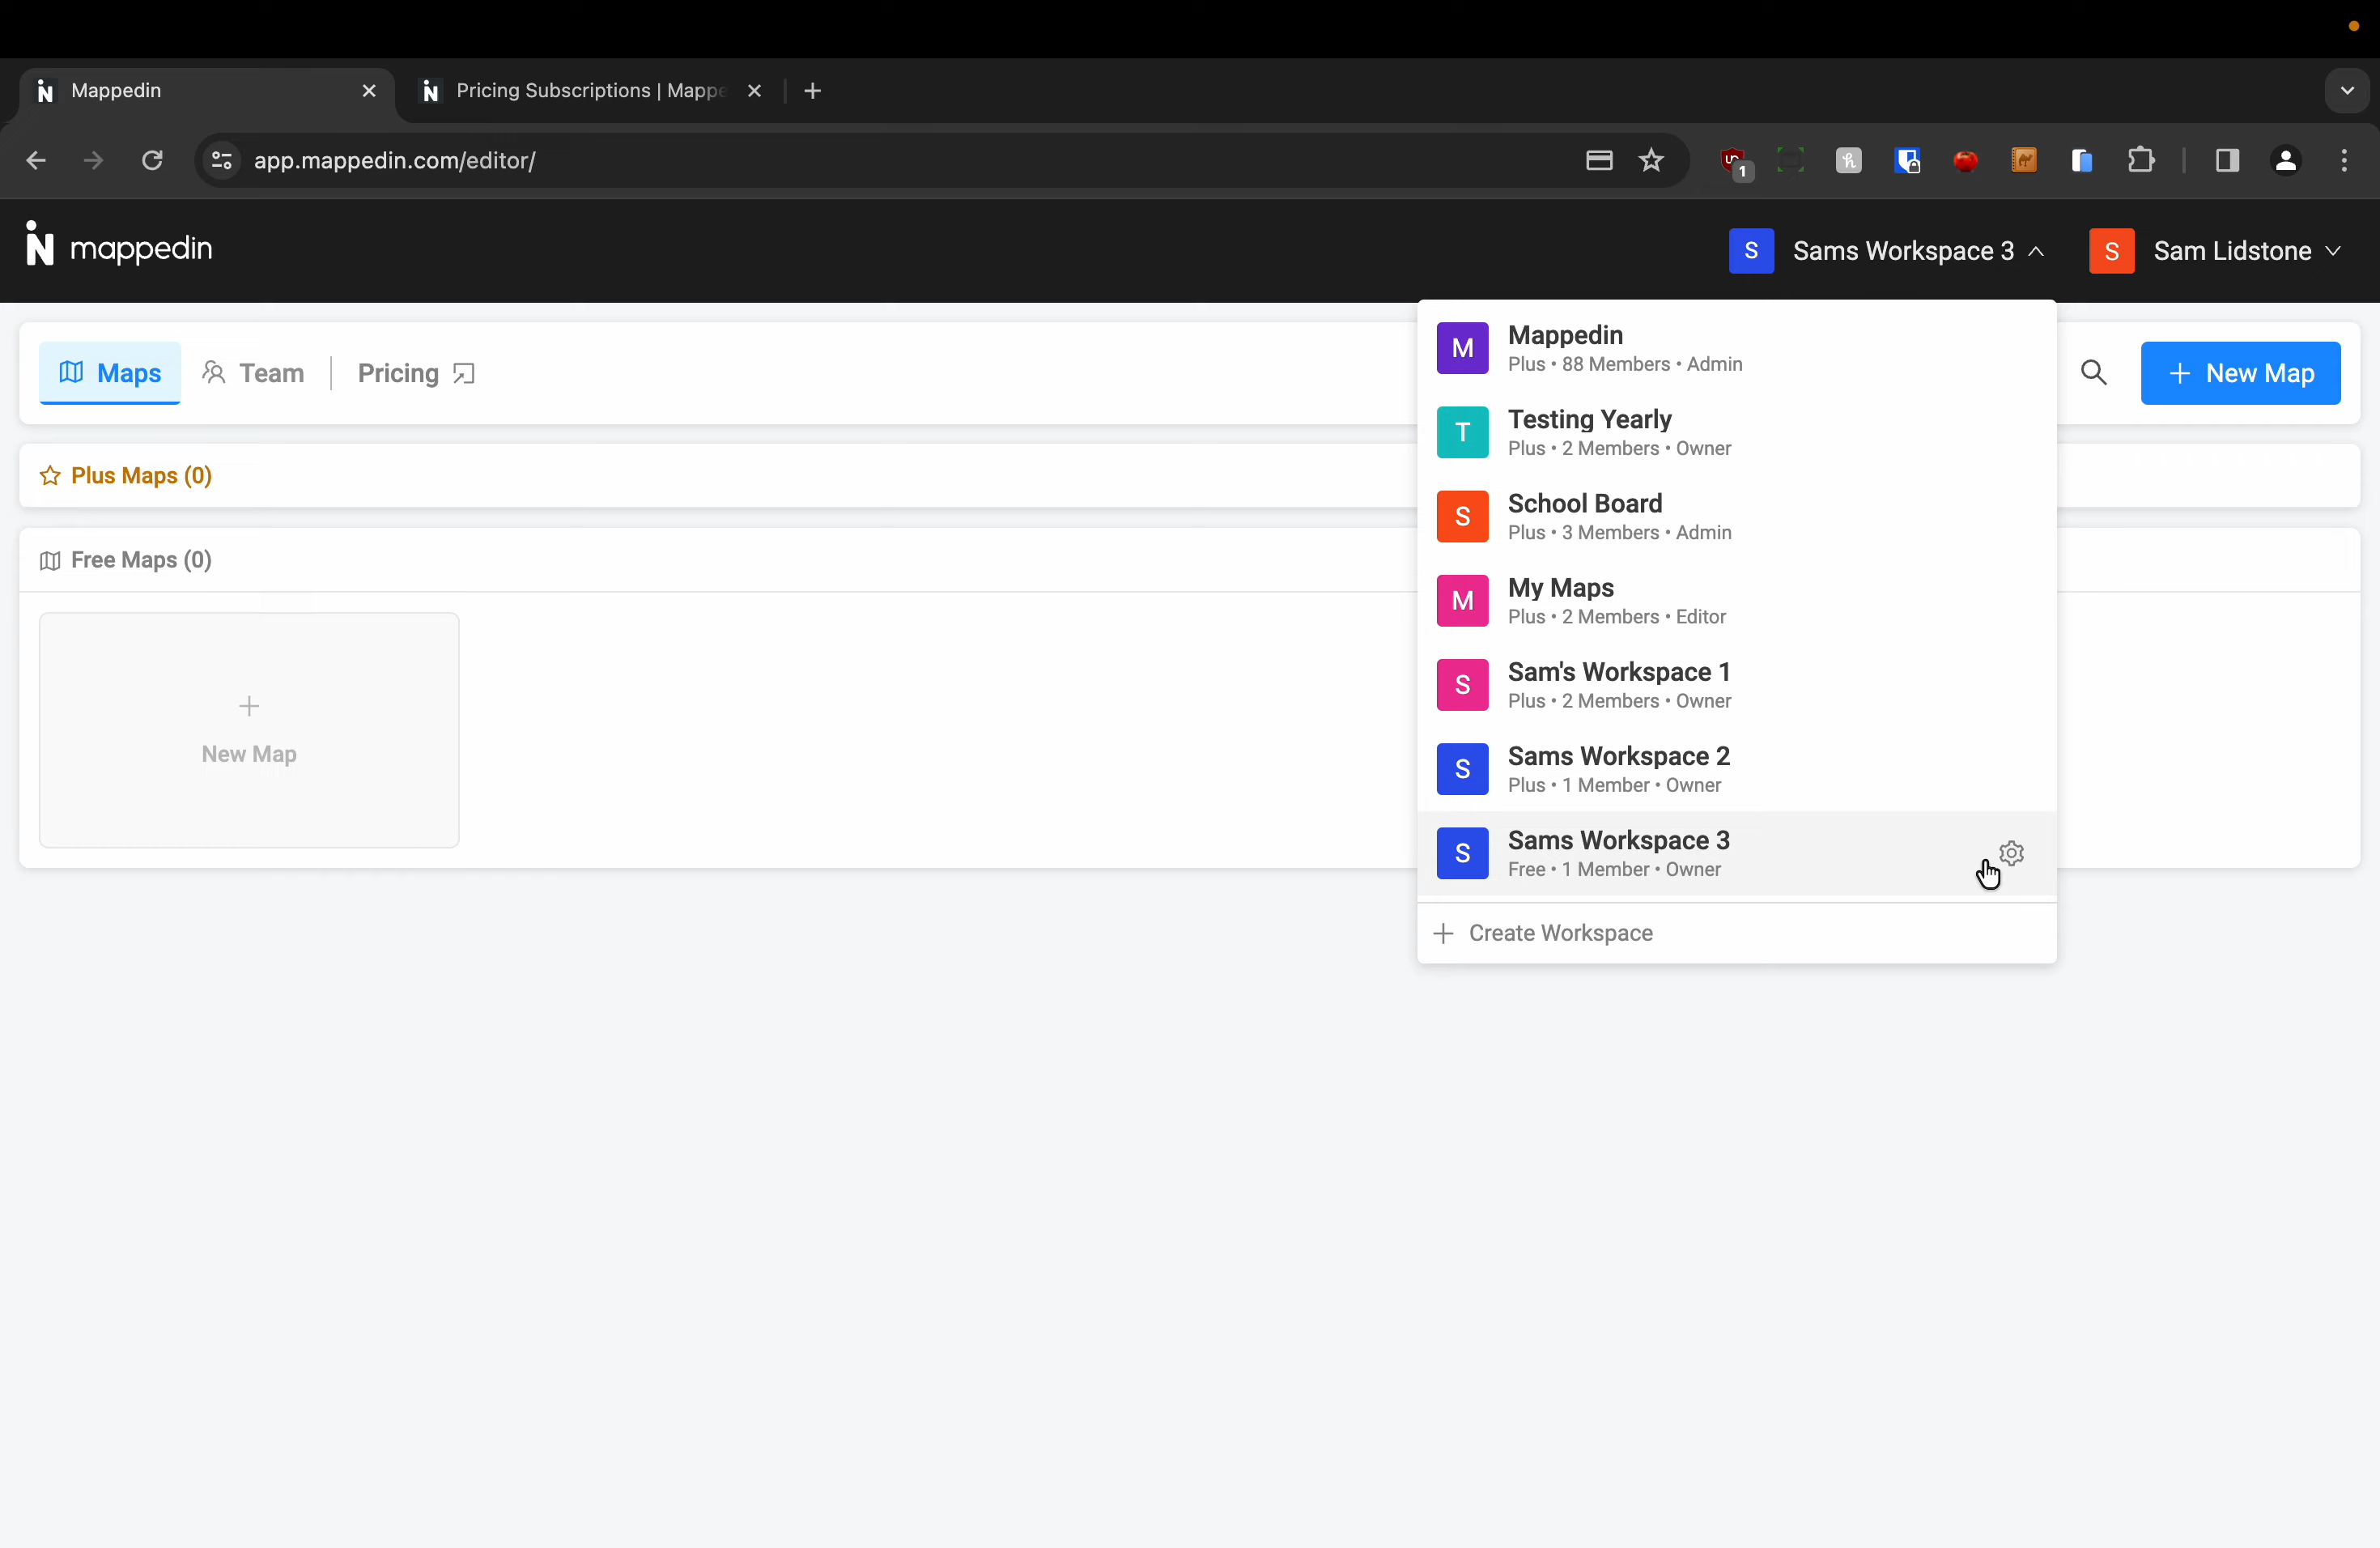 Mappedin
Pricing Subscriptions | Mappe
app.mappedin.com/editor/
1
mappedin
S Sams Workspace 3
S Sam Lidstone
Maps
Team
Pricing
New Map
Plus Maps (0)
Free Maps (0)
New Map
M
Mappedin
Plus • 88 Members • Admin
T
Testing Yearly
Plus • 2 Members • Owner
S
School Board
Plus • 3 Members • Admin
M
My Maps
Plus • 2 Members • Editor
S
Sam's Workspace 1
Plus • 2 Members • Owner
S
Sams Workspace 2
Plus • 1 Member • Owner
S
Sams Workspace 3
Free • 1 Member • Owner
Create Workspace